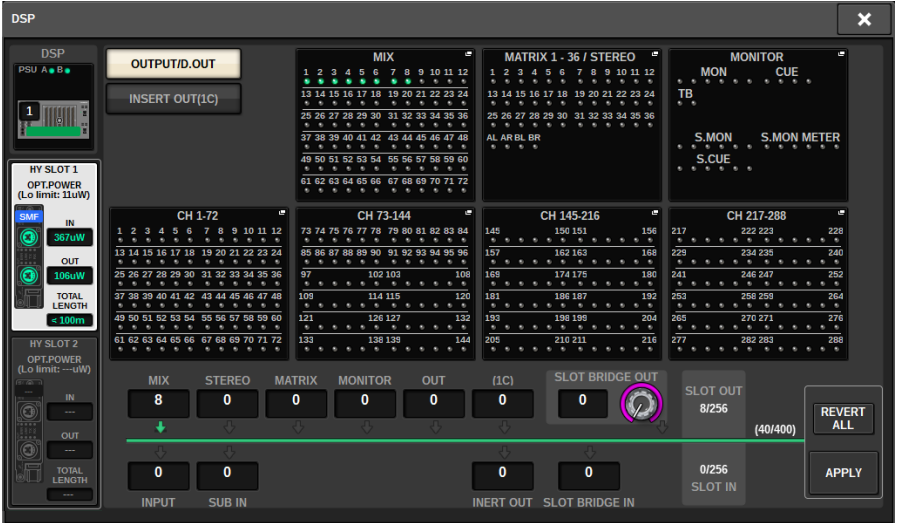 DSP
DSP
PSU A B
1
HY SLOT 1
OPT.POWER
(Lo limit: 11uW)
SMF
IN
367uW
OUT
106uW
TOTAL
LENGTH
< 100m
HY SLOT 2
OPT.POWER
(Lo limit: ---uW)
IN
---
OUT
---
TOTAL
LENGTH
---
OUTPUT/D.OUT
INSERT OUT(1C)
MIX
1 2 3 4 5 6 7 8 9 10 11 12
13 14 15 16 17 18 19 20 21 22 23 24
25 26 27 28 29 30 31 32 33 34 35 36
37 38 39 40 41 42 43 44 45 46 47 48
49 50 51 52 53 54 55 56 57 58 59 60
61 62 63 64 65 66 67 68 69 70 71 72
MATRIX 1 - 36 / STEREO
1 2 3 4 5 6 7 8 9 10 11 12
13 14 15 16 17 18 19 20 21 22 23 24
25 26 27 28 29 30 31 32 33 34 35 36
AL AR BL BR
MONITOR
MON CUE
TB
S.MON S.MON METER
S.CUE
CH 1-72
1 2 3 4 5 6 7 8 9 10 11 12
13 14 15 16 17 18 19 20 21 22 23 24
25 26 27 28 29 30 31 32 33 34 35 36
37 38 39 40 41 42 43 44 45 46 47 48
49 50 51 52 53 54 55 56 57 58 59 60
61 62 63 64 65 66 67 68 69 70 71 72
CH 73-144
73 74 75 76 77 78 79 80 81 82 83 84
85 86 87 88 89 90 91 92 93 94 95 96
97 102 103 108
109 114 115 120
121 126 127 132
133 138 139 144
CH 145-216
145 150 151 156
157 162 163 168
169 174 175 180
181 186 187 192
193 198 199 204
205 210 211 216
CH 217-288
217 222 223 228
229 234 235 240
241 246 247 252
253 258 259 264
265 270 271 276
277 282 283 288
MIX STEREO MATRIX MONITOR OUT (1C) SLOT BRIDGE OUT
8 0 0 0 0 0 0
SLOT OUT
8/256
(40/400)
0 0 0 0
0/256
SLOT IN
INPUT SUB IN INERT OUT SLOT BRIDGE IN
REVERT
ALL
APPLY